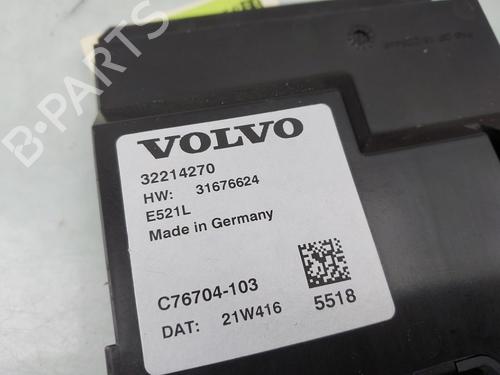 VOLVO
32214270
HW: 31676624
E521L
Made in Germany
C76704-103
5518
DAT: 21W416
B-PARTS